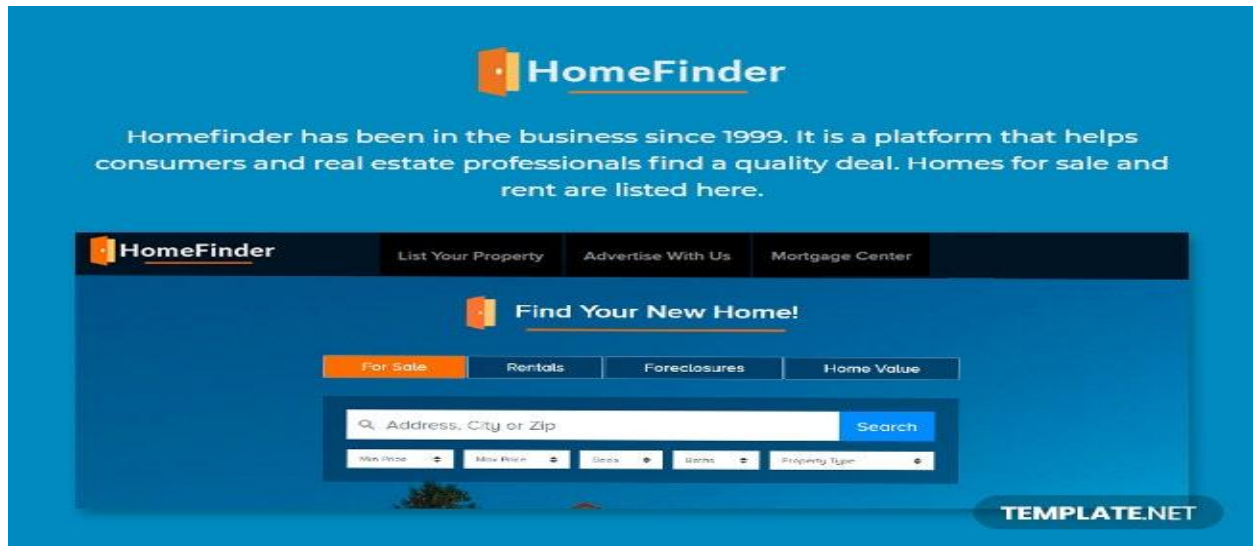 HomeFinder
Homefinder has been in the business since 1999. It is a platform that helps
consumers and real estate professionals find a quality deal. Homes for sale and
rent are listed here.
HomeFinder List Your Property Advertise With Us Mortgage Center
Find Your New Home!
For Sale Rentals Foreclosures Home Value
Address, City or Zip Search
Min Price Max Price Beds Baths Property Type
TEMPLATE.NET